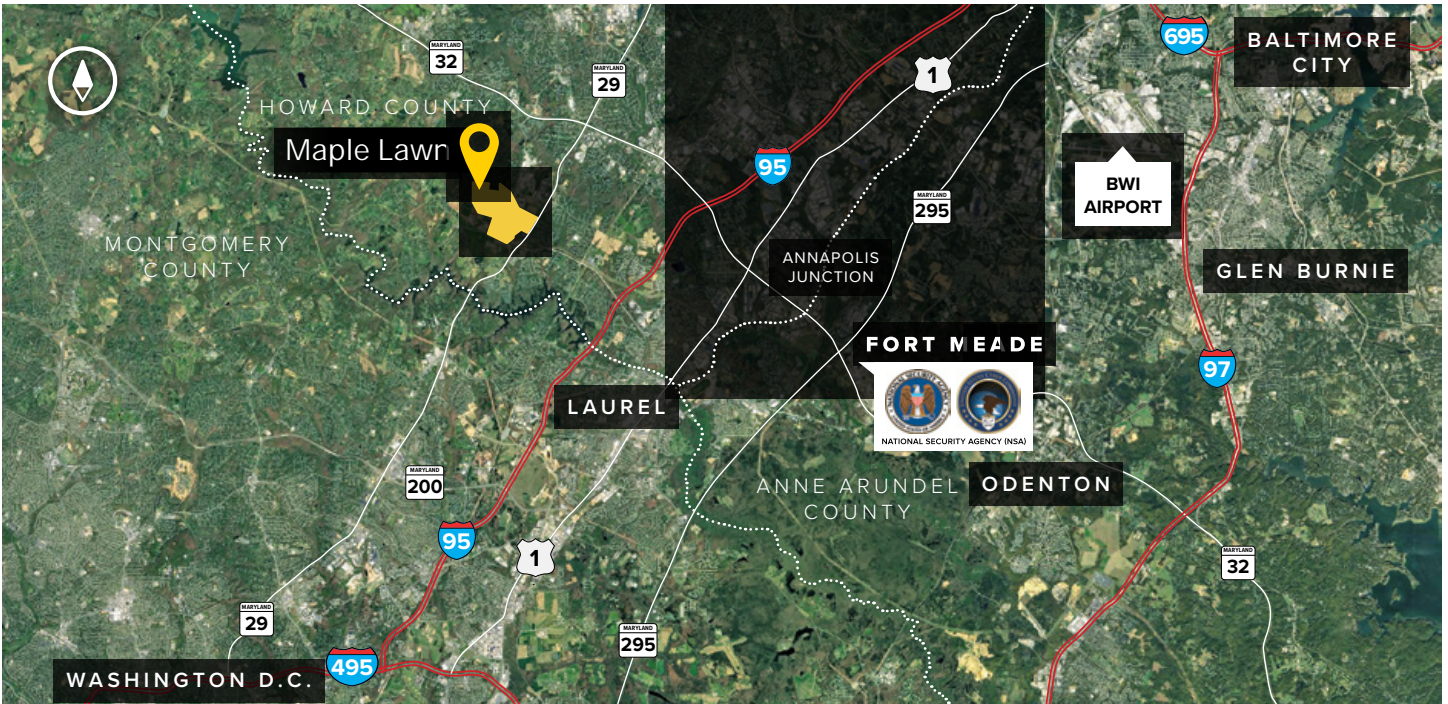 MARYLAND
32
MARYLAND
29
695
BALTIMORE
CITY
1
HOWARD COUNTY
Maple Lawn
95
BWI
AIRPORT
MARYLAND
295
MONTGOMERY
COUNTY
ANNAPOLIS
JUNCTION
GLEN BURNIE
FORT MEADE
97
NATIONAL SECURITY AGENCY (NSA)
LAUREL
MARYLAND
200
ANNE ARUNDEL
COUNTY
ODENTON
95
1
MARYLAND
32
MARYLAND
29
MARYLAND
295
495
WASHINGTON D.C.